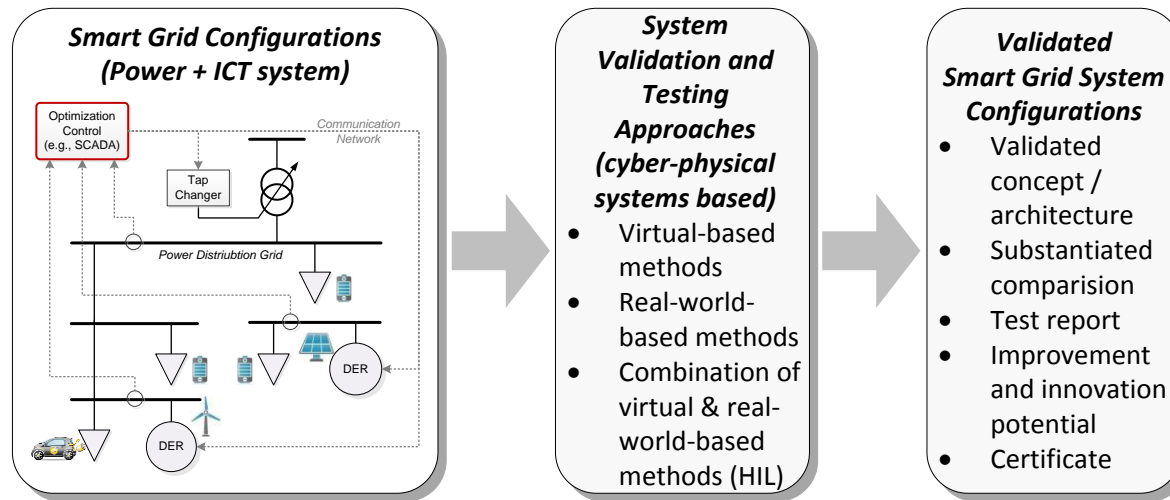 Smart Grid Configurations
(Power + ICT system)
Optimization
Control
(e.g., SCADA)
Communication
Network
Tap
Changer
Power Distriubtion Grid
DER
DER
System
Validation and
Testing
Approaches
(cyber-physical
systems based)
• Virtual-based
methods
• Real-world-
based methods
• Combination of
virtual & real-
world-based
methods (HIL)
Validated
Smart Grid System
Configurations
• Validated
concept /
architecture
• Substantiated
comparision
• Test report
• Improvement
and innovation
potential
• Certificate